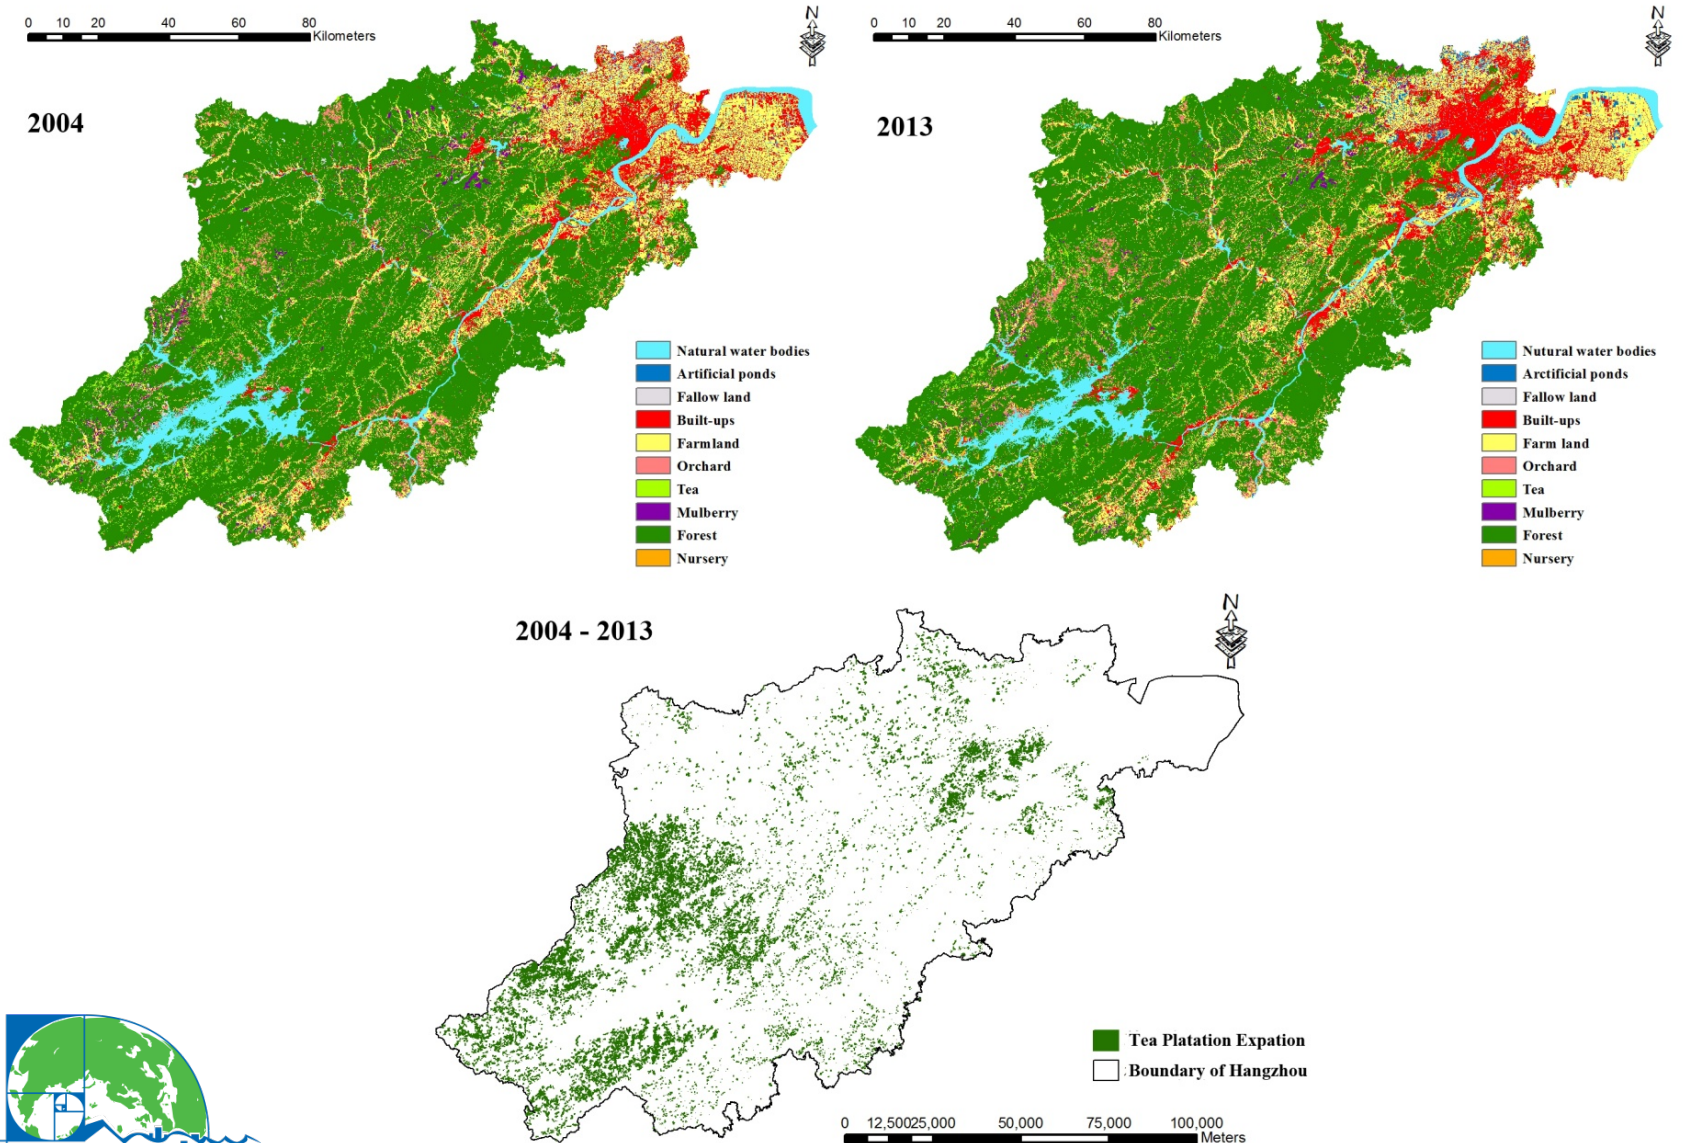 0 10 20 40 60 80
Kilometers
N
2004
Natural water bodies
Artificial ponds
Fallow land
Built-ups
Farmland
Orchard
Tea
Mulberry
Forest
Nursery
0 10 20 40 60 80
Kilometers
N
2013
Nutural water bodies
Arctificial ponds
Fallow land
Built-ups
Farm land
Orchard
Tea
Mulberry
Forest
Nursery
2004 - 2013
N
Tea Platation Expation
Boundary of Hangzhou
0 12,50025,000 50,000 75,000 100,000
Meters